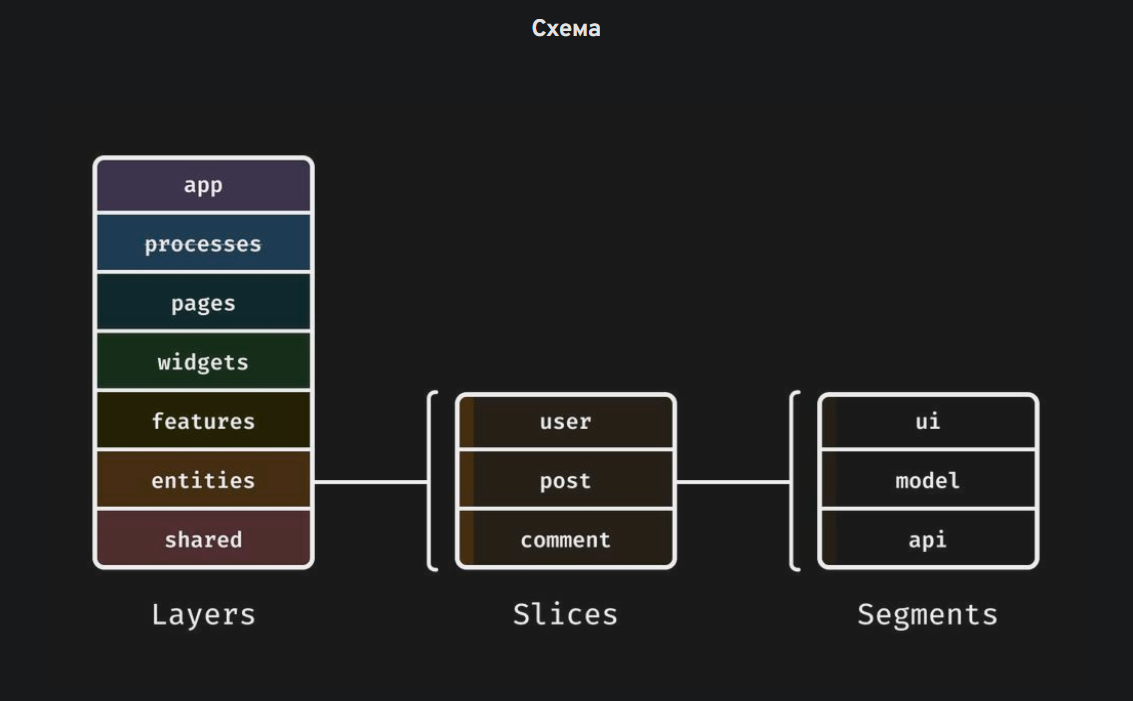 Схема
app
processes
pages
widgets
features
entities
shared
Layers
user
post
comment
Slices
ui
model
api
Segments